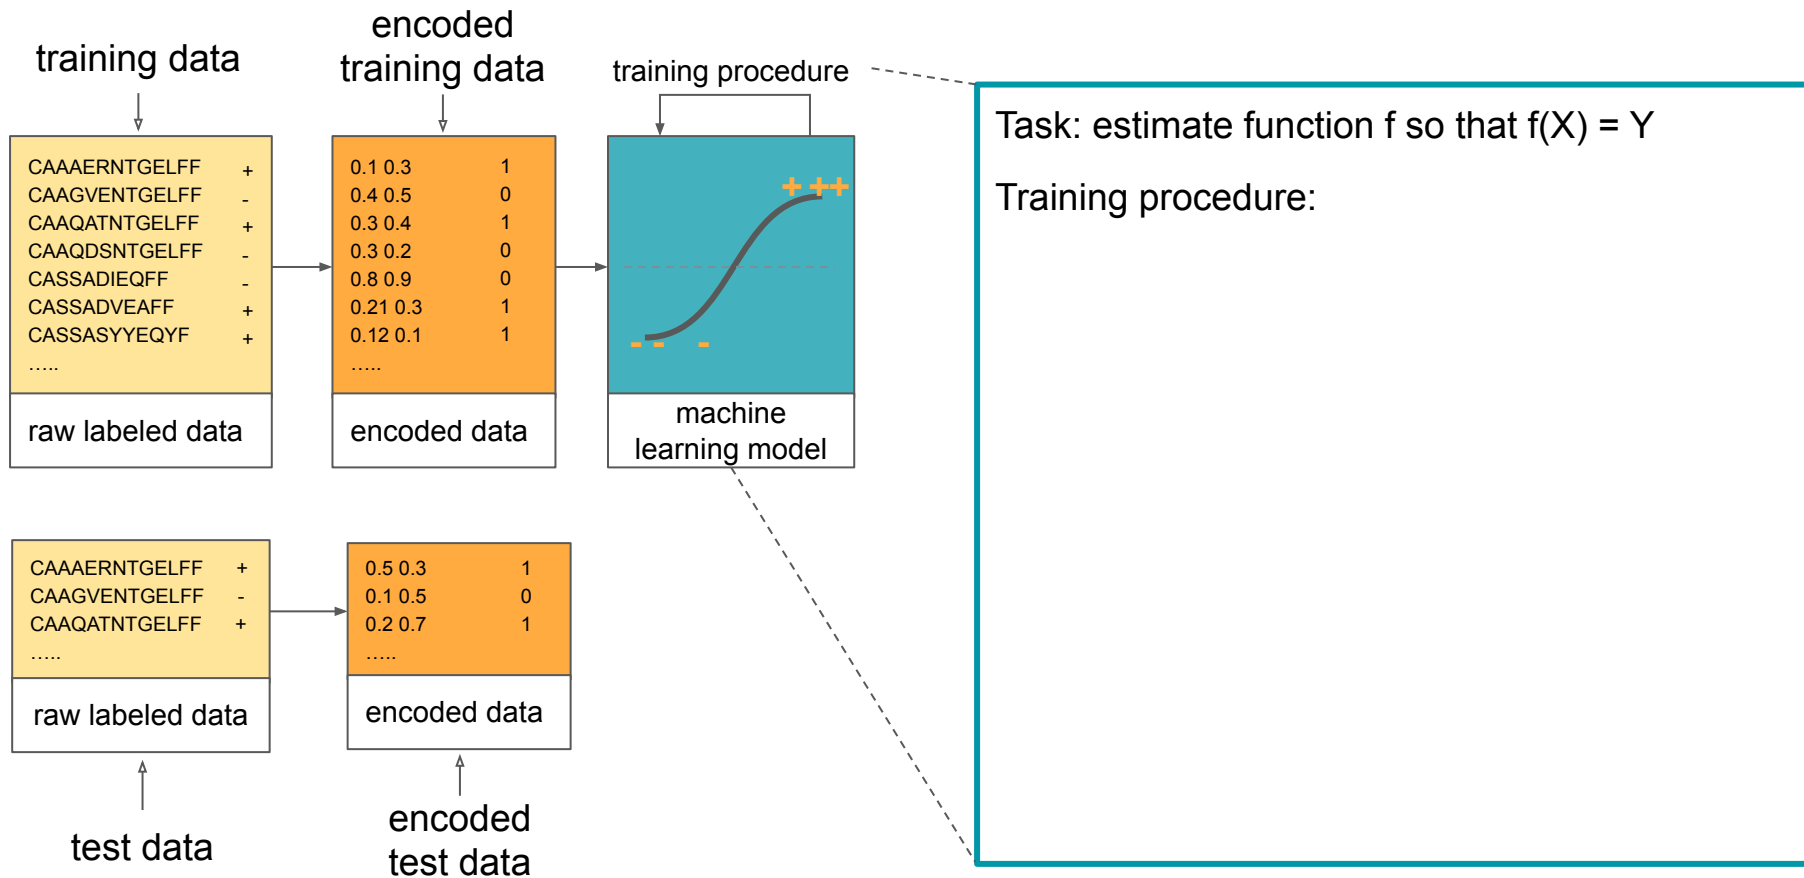 training data
encoded
training data
training procedure
CAAAERNTGELFF +
CAAGVENTGELFF -
CAAQATNTGELFF +
CAAQDSNTGELFF -
CASSADIEQFF -
CASSADVEAFF +
CASSASYYEQYF +
…..
raw labeled data
0.1 0.3 1
0.4 0.5 0
0.3 0.4 1
0.3 0.2 0
0.8 0.9 0
0.21 0.3 1
0.12 0.1 1
…..
encoded data
+ ++
-- -
machine
learning model
Task: estimate function f so that f(X) = Y
Training procedure:
CAAAERNTGELFF +
CAAGVENTGELFF -
CAAQATNTGELFF +
…..
raw labeled data
test data
0.5 0.3 1
0.1 0.5 0
0.2 0.7 1
…..
encoded data
encoded
test data